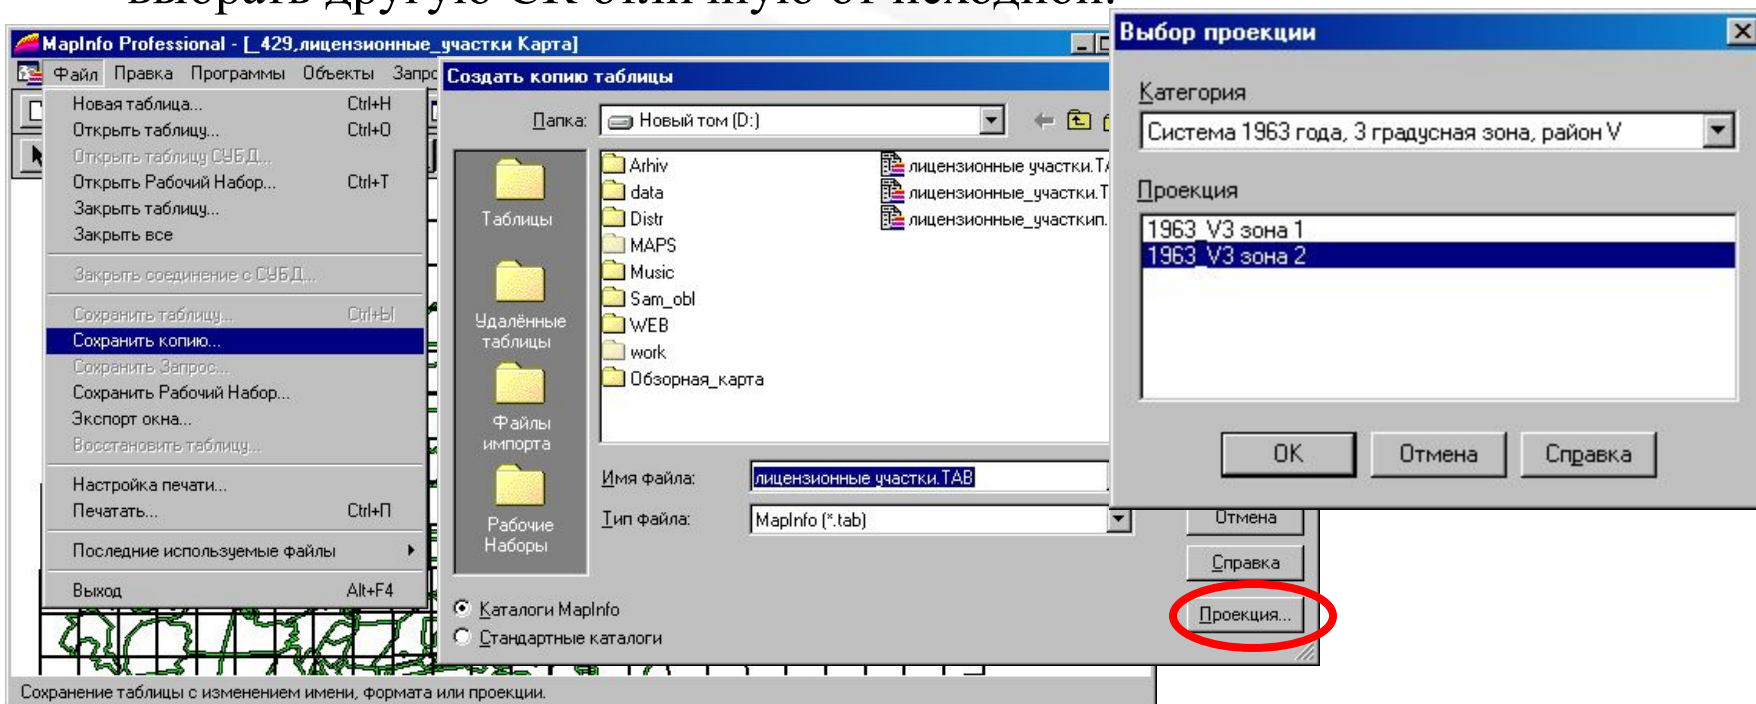 выбрать другую СК отличную от исходной.
MapInfo Professional - [_429,лицензионные_участки Карта]
Файл Правка Программы Объекты Запро
Новая таблица... Ctrl+Н
Открыть таблицу... Ctrl+О
Открыть таблицу СУБД...
Открыть Рабочий Набор... Ctrl+Т
Закрыть таблицу...
Закрыть все
Закрыть соединение с СУБД...
Сохранить таблицу... Ctrl+Ы
Сохранить копию...
Сохранить Запрос...
Сохранить Рабочий Набор...
Экспорт окна...
Восстановить таблицу...
Настройка печати...
Печатать... Ctrl+П
Последние используемые файлы
Выход Alt+F4
Сохранение таблицы с изменением имени, формата или проекции.
Создать копию таблицы
Папка: Новый том (D:)
Таблицы
Удалённые
таблицы
Файлы
импорта
Рабочие
Наборы
Arhiv
data
Distr
MAPS
Music
Sam_obl
WEB
work
Обзорная_карта
лицензионные участки.TA
лицензионные_участки.T
лицензионные_участкип.
Имя файла: лицензионные участки.TAB
Тип файла: MapInfo (*.tab)
Каталоги MapInfo
Стандартные каталоги
Отмена
Справка
Проекция...
Выбор проекции
Категория
Система 1963 года, 3 градусная зона, район V
Проекция
1963_V3 зона 1
1963_V3 зона 2
OK Отмена Справка